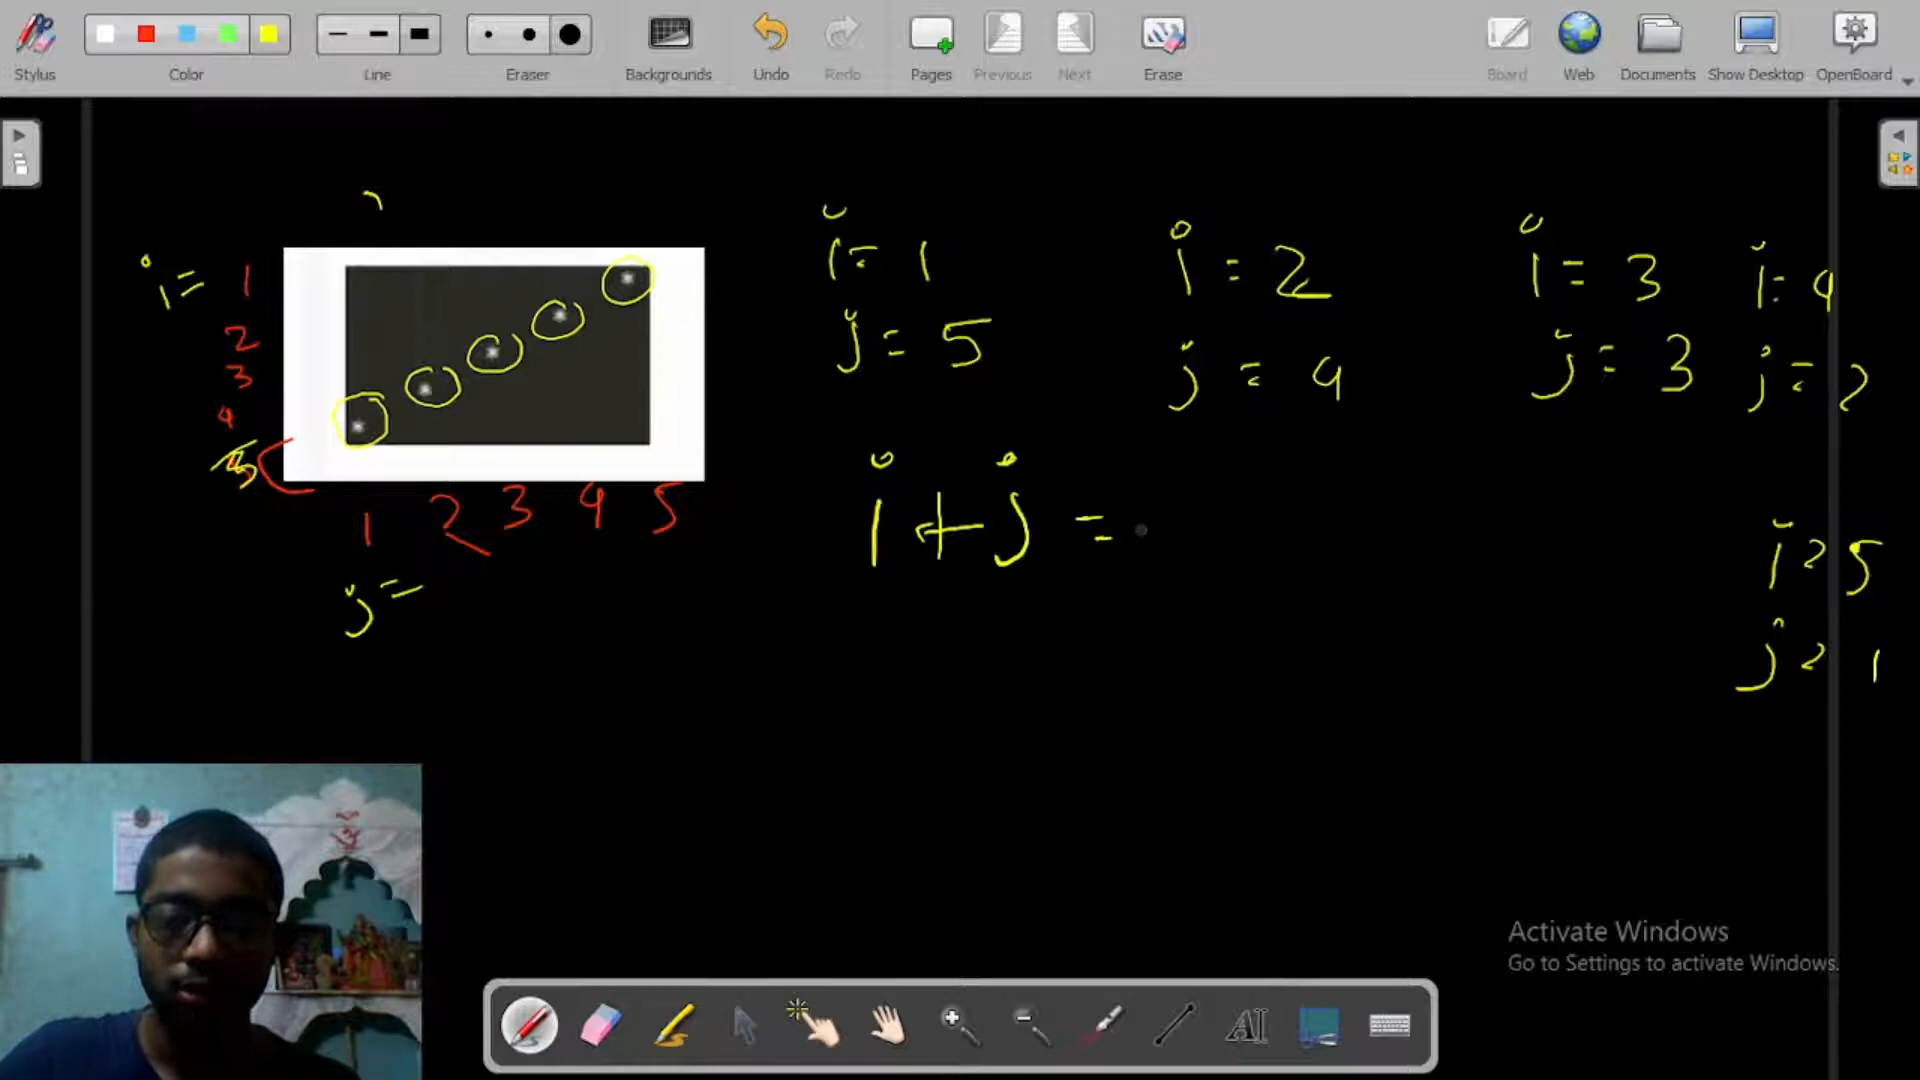 Stylus
Color
Line
Eraser
Backgrounds
Undo
Redo
Pages
Previous
Next
Erase
Board
Web
Documents
Show Desktop
OpenBoard
i = 1
2
3
4
5
1 2 3 4 5
j =
i = 1
j = 5
i = 2
j = 4
i = 3
j = 3
i = 4
j = 2
i + j =
i = 5
j = 1
Activate Windows
Go to Settings to activate Windows.
AI